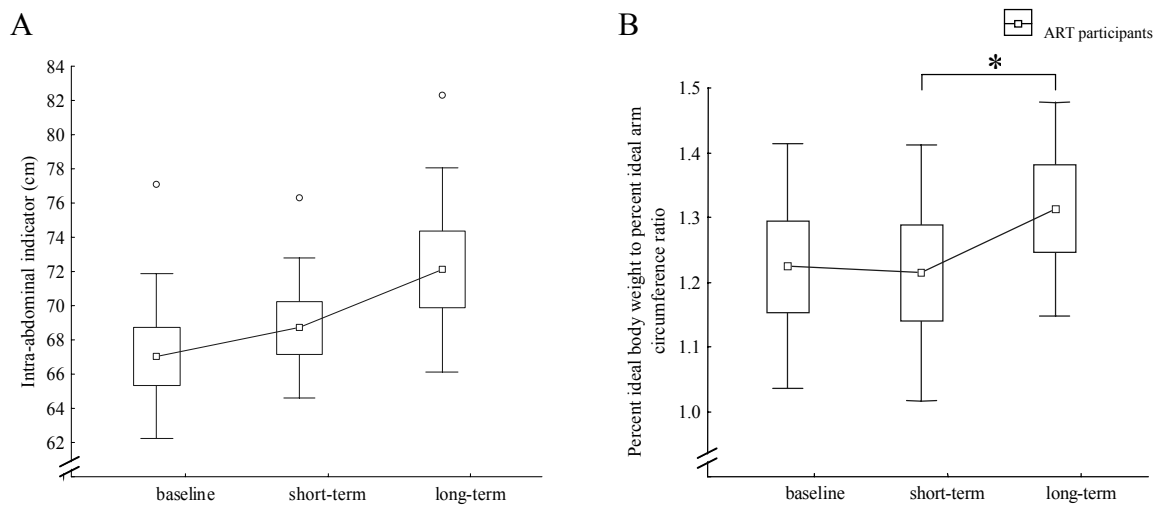 A
Intra-abdominal indicator (cm)
84
82
80
78
76
74
72
70
68
66
64
62
baseline short-term long-term
B
ART participants
*
Percent ideal body weight to percent ideal arm
circumference ratio
1.5
1.4
1.3
1.2
1.1
1.0
baseline short-term long-term